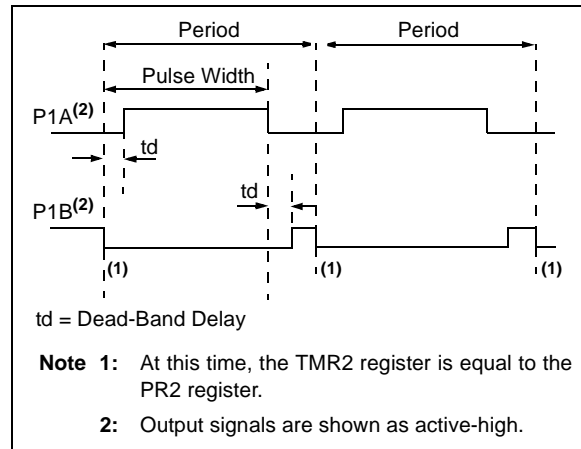 Period Period
Pulse Width
P1A(2)
td
td
P1B(2)
(1) (1) (1)
td = Dead-Band Delay
Note 1: At this time, the TMR2 register is equal to the
PR2 register.
2: Output signals are shown as active-high.